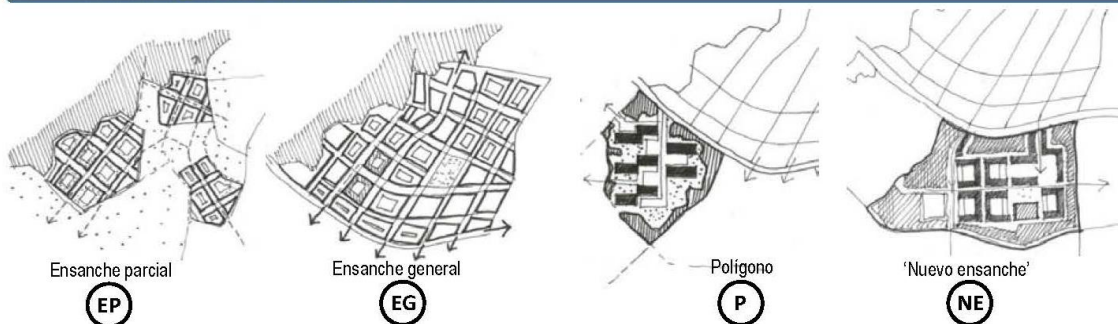 Ensanche parcial
EP
Ensanche general
EG
Polígono
P
‘Nuevo ensanche’
NE